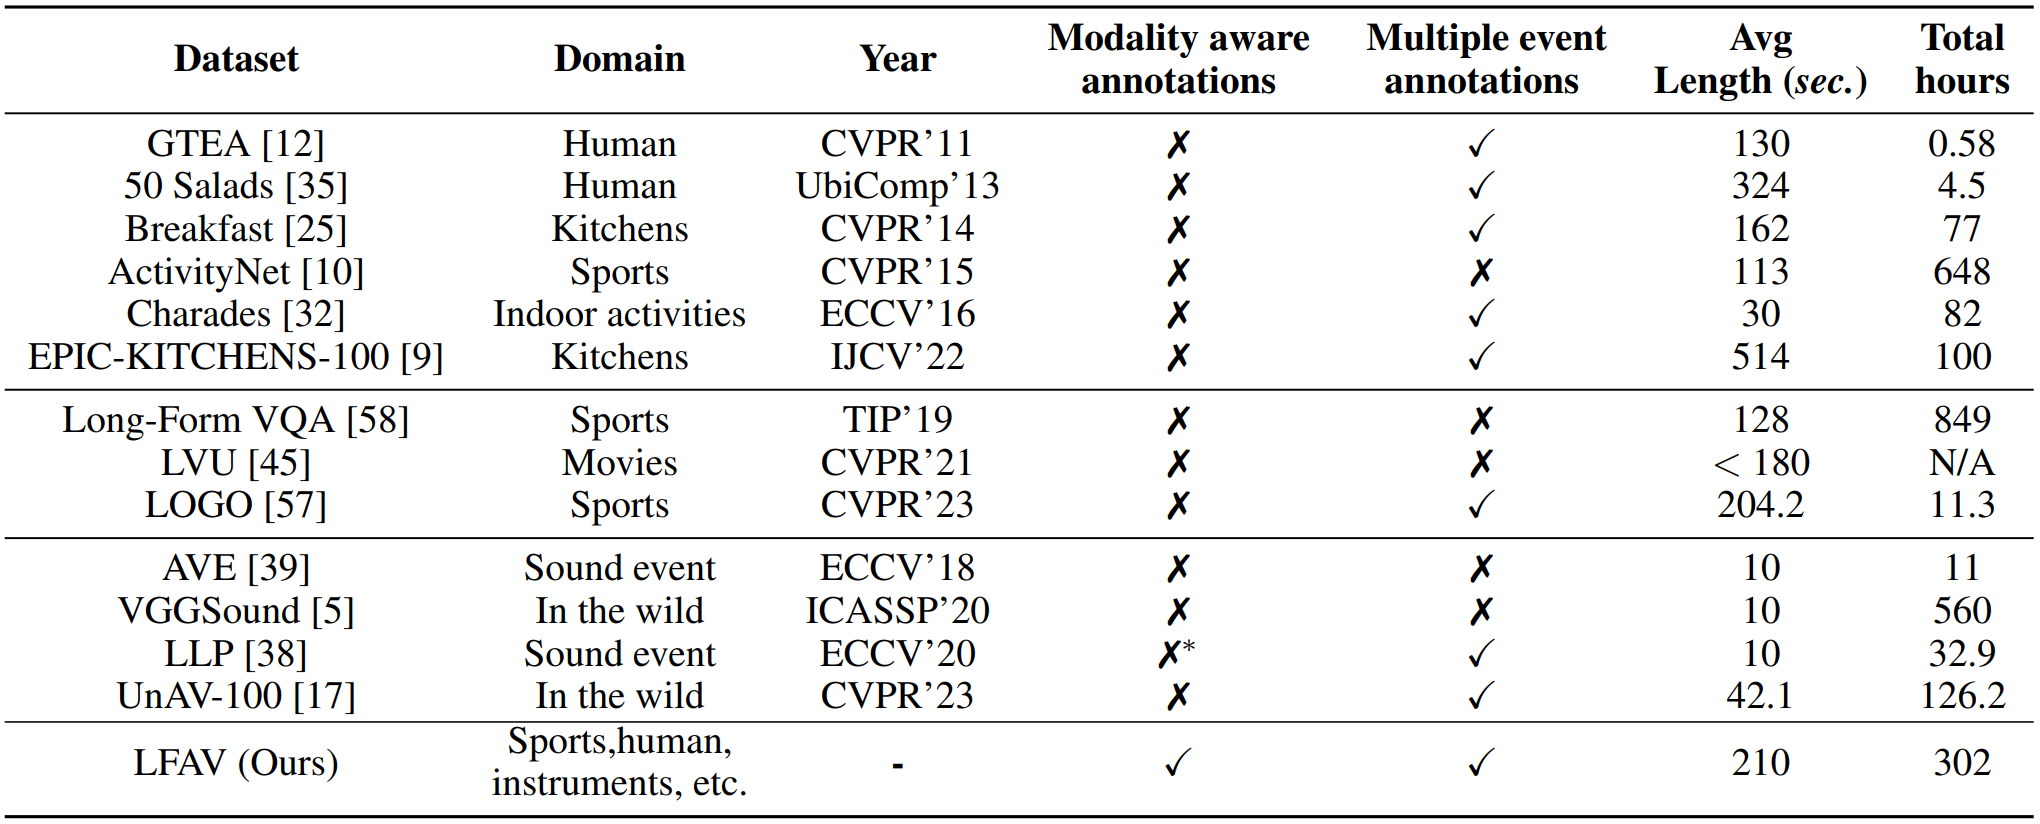 Dataset Domain Year Modality aware annotations Multiple event annotations Avg Length (sec.) Total hours
GTEA [12] Human CVPR’11 ✗ ✓ 130 0.58
50 Salads [35] Human UbiComp’13 ✗ ✓ 324 4.5
Breakfast [25] Kitchens CVPR’14 ✗ ✓ 162 77
ActivityNet [10] Sports CVPR’15 ✗ ✗ 113 648
Charades [32] Indoor activities ECCV’16 ✗ ✓ 30 82
EPIC-KITCHENS-100 [9] Kitchens IJCV’22 ✗ ✓ 514 100
Long-Form VQA [58] Sports TIP’19 ✗ ✗ 128 849
LVU [45] Movies CVPR’21 ✗ ✗ < 180 N/A
LOGO [57] Sports CVPR’23 ✗ ✓ 204.2 11.3
AVE [39] Sound event ECCV’18 ✗ ✗ 10 11
VGGSound [5] In the wild ICASSP’20 ✗ ✗ 10 560
LLP [38] Sound event ECCV’20 ✗* ✓ 10 32.9
UnAV-100 [17] In the wild CVPR’23 ✗ ✓ 42.1 126.2
LFAV (Ours) Sports,human, instruments, etc. - ✓ ✓ 210 302